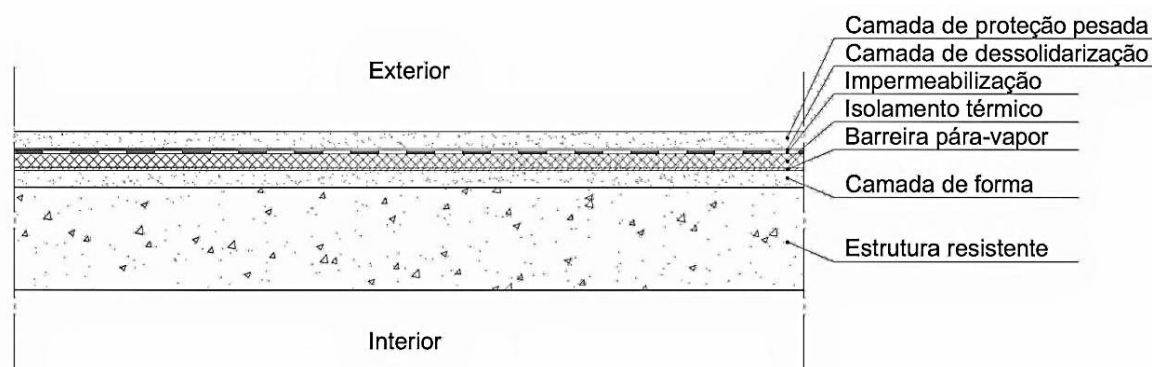 Camada de proteção pesada
Camada de dessolidarização
Exterior
Impermeabilização
Isolamento térmico
Barreira pára-vapor
Camada de forma
Estrutura resistente
Interior